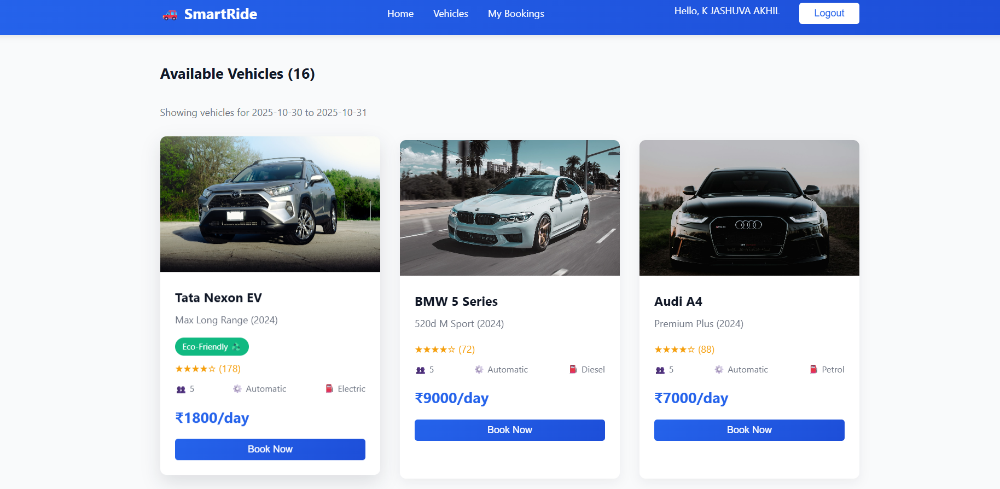 SmartRide
Home Vehicles My Bookings
Hello, K JASHUVA AKHIL
Logout
Available Vehicles (16)
Showing vehicles for 2025-10-30 to 2025-10-31
Tata Nexon EV
Max Long Range (2024)
Eco-Friendly
★★★★☆ (178)
5 Automatic Electric
₹1800/day
Book Now
BMW 5 Series
520d M Sport (2024)
★★★★☆ (72)
5 Automatic Diesel
₹9000/day
Book Now
Audi A4
Premium Plus (2024)
★★★★☆ (88)
5 Automatic Petrol
₹7000/day
Book Now